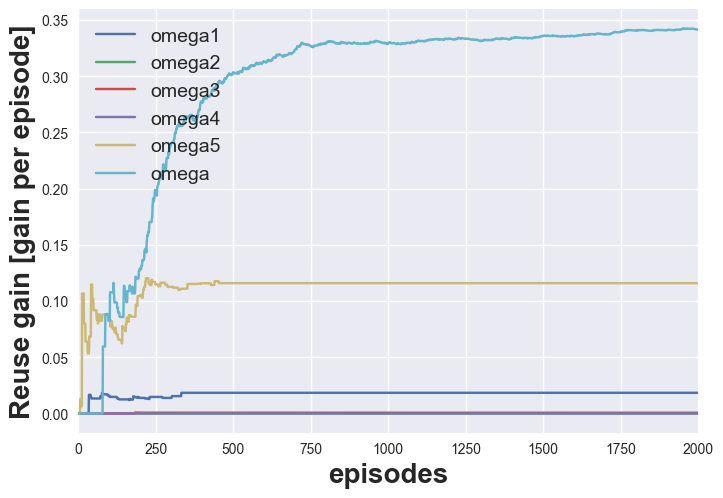 Reuse gain [gain per episode]
0.35
0.30
0.25
0.20
0.15
0.10
0.05
0.00
omega1
omega2
omega3
omega4
omega5
omega
0 250 500 750 1000 1250 1500 1750 2000
episodes